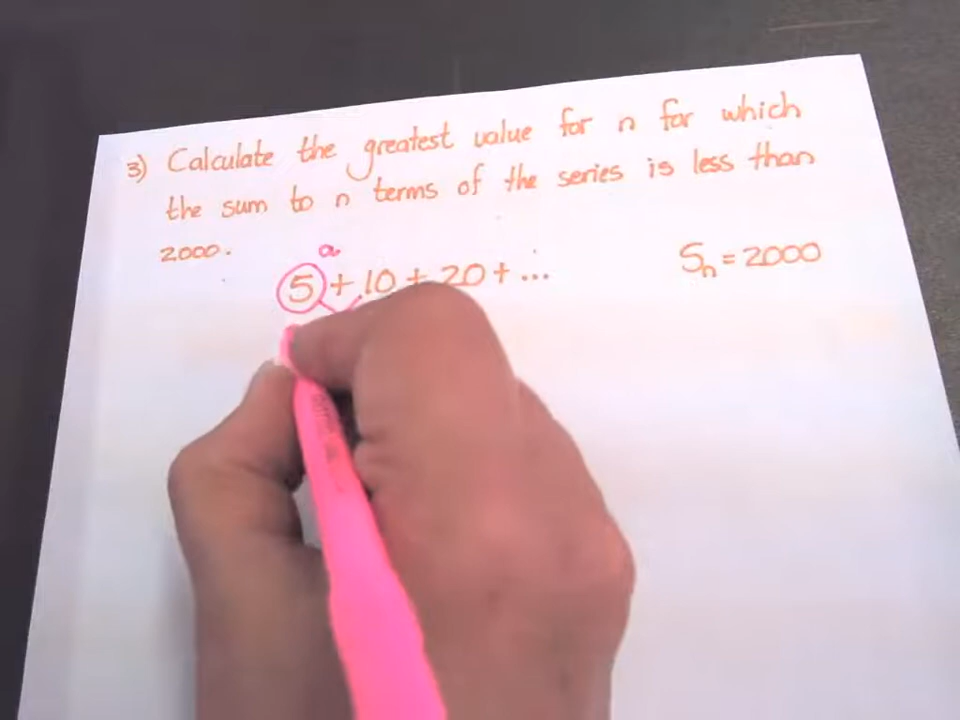 3) Calculate the greatest value for n for which
the sum to n terms of the series is less than
2000.
a
5 + 10 + 20 + ...
Sn = 2000